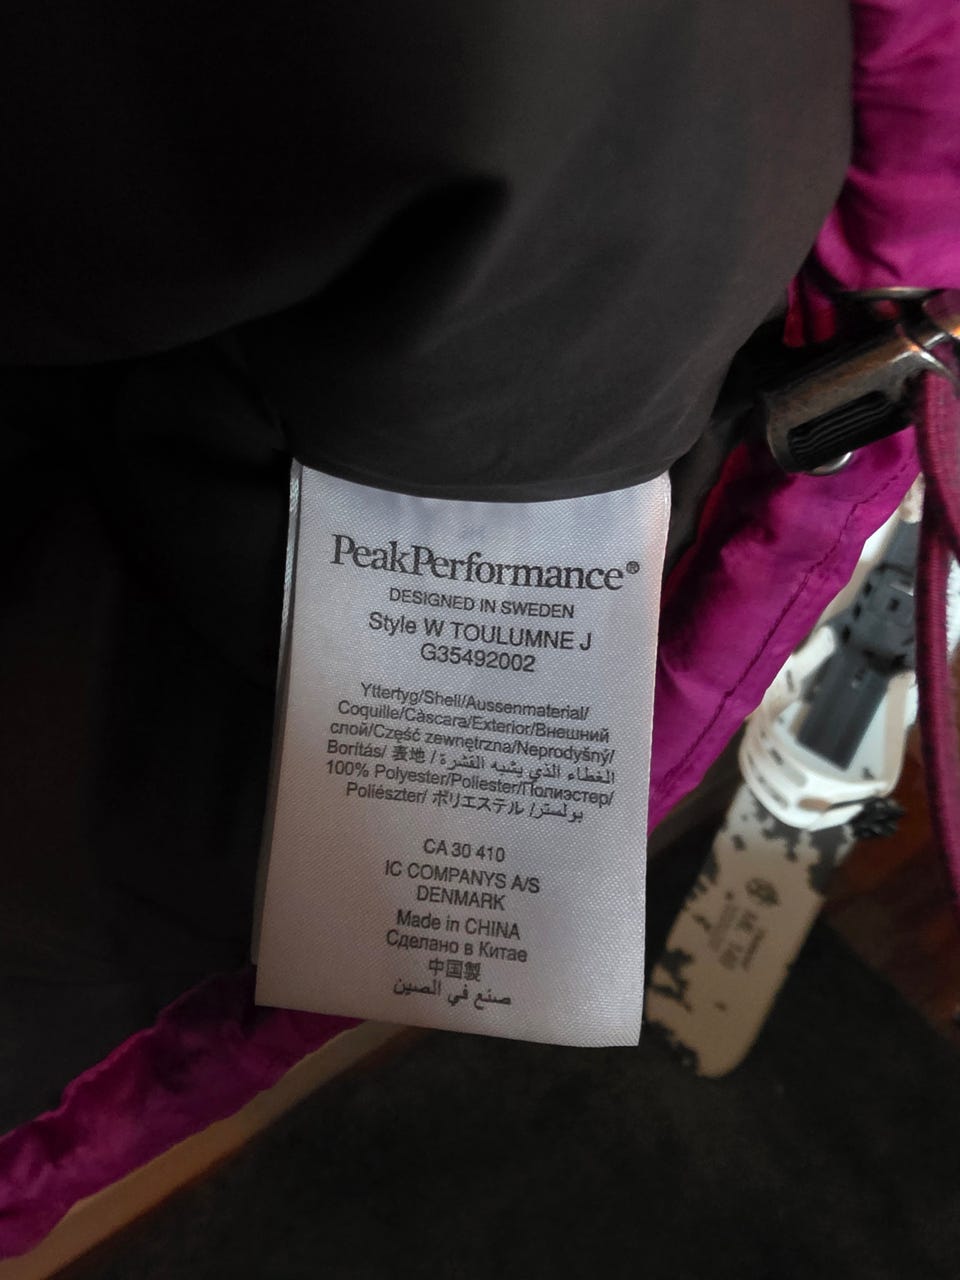 PeakPerformance®
DESIGNED IN SWEDEN
Style W TOULUMNE J
G35492002
Yttertyg/Shell/Aussenmaterial/
Coquille/Càscara/Exterior/Внешний
слой/Część zewnętrzna/Neprodyšný/
Borítás/ 表地 / الغطاء الذي يشبه القشرة/
100% Polyester/Poliester/Полиэстер/
Poliészter/ ポリエステル /بولستر
CA 30 410
IC COMPANYS A/S
DENMARK
Made in CHINA
Сделано в Китае
中国製
صنع في الصين